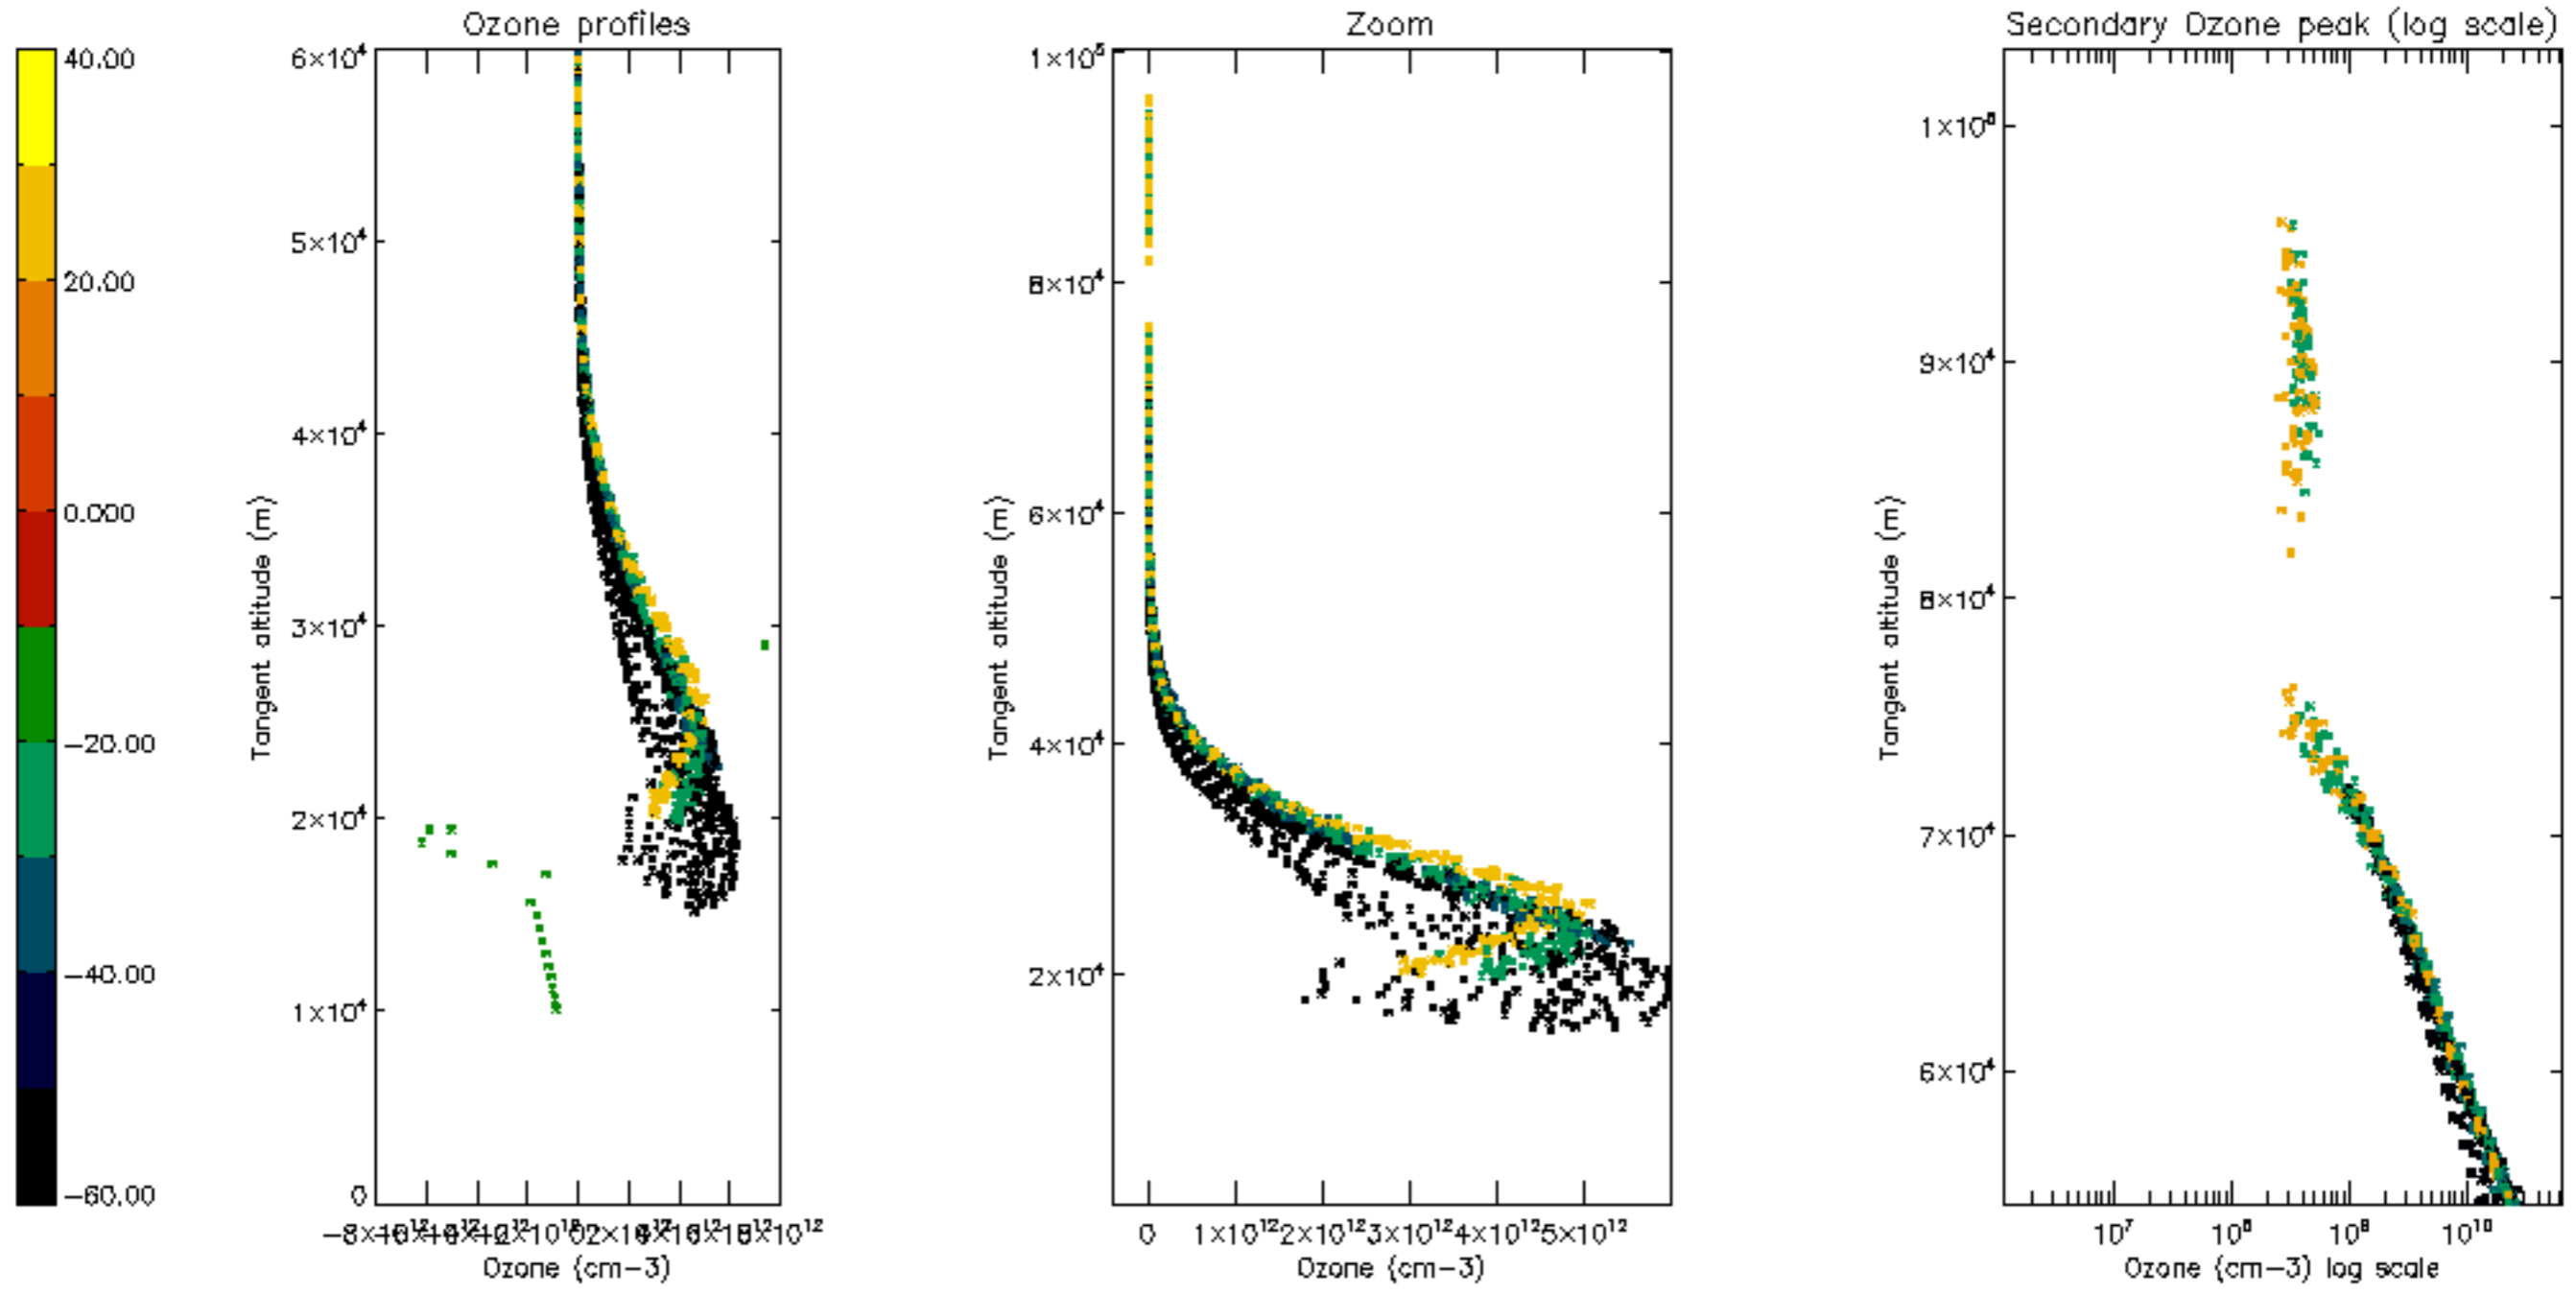 Ozone profiles
Zoom
Secondary Ozone peak (log scale)
40.00
20.00
0.000
−20.00
−40.00
−60.00
Tangent altitude (m)
6×10⁴
5×10⁴
4×10⁴
3×10⁴
2×10⁴
1×10⁴
0
Ozone (cm−3)
Tangent altitude (m)
1×10⁵
8×10⁴
6×10⁴
4×10⁴
2×10⁴
0 1×10¹² 2×10¹² 3×10¹² 4×10¹² 5×10¹²
Ozone (cm−3)
Tangent altitude (m)
1×10⁵
9×10⁴
8×10⁴
7×10⁴
6×10⁴
10⁷ 10⁸ 10⁹ 10¹⁰
Ozone (cm−3) log scale